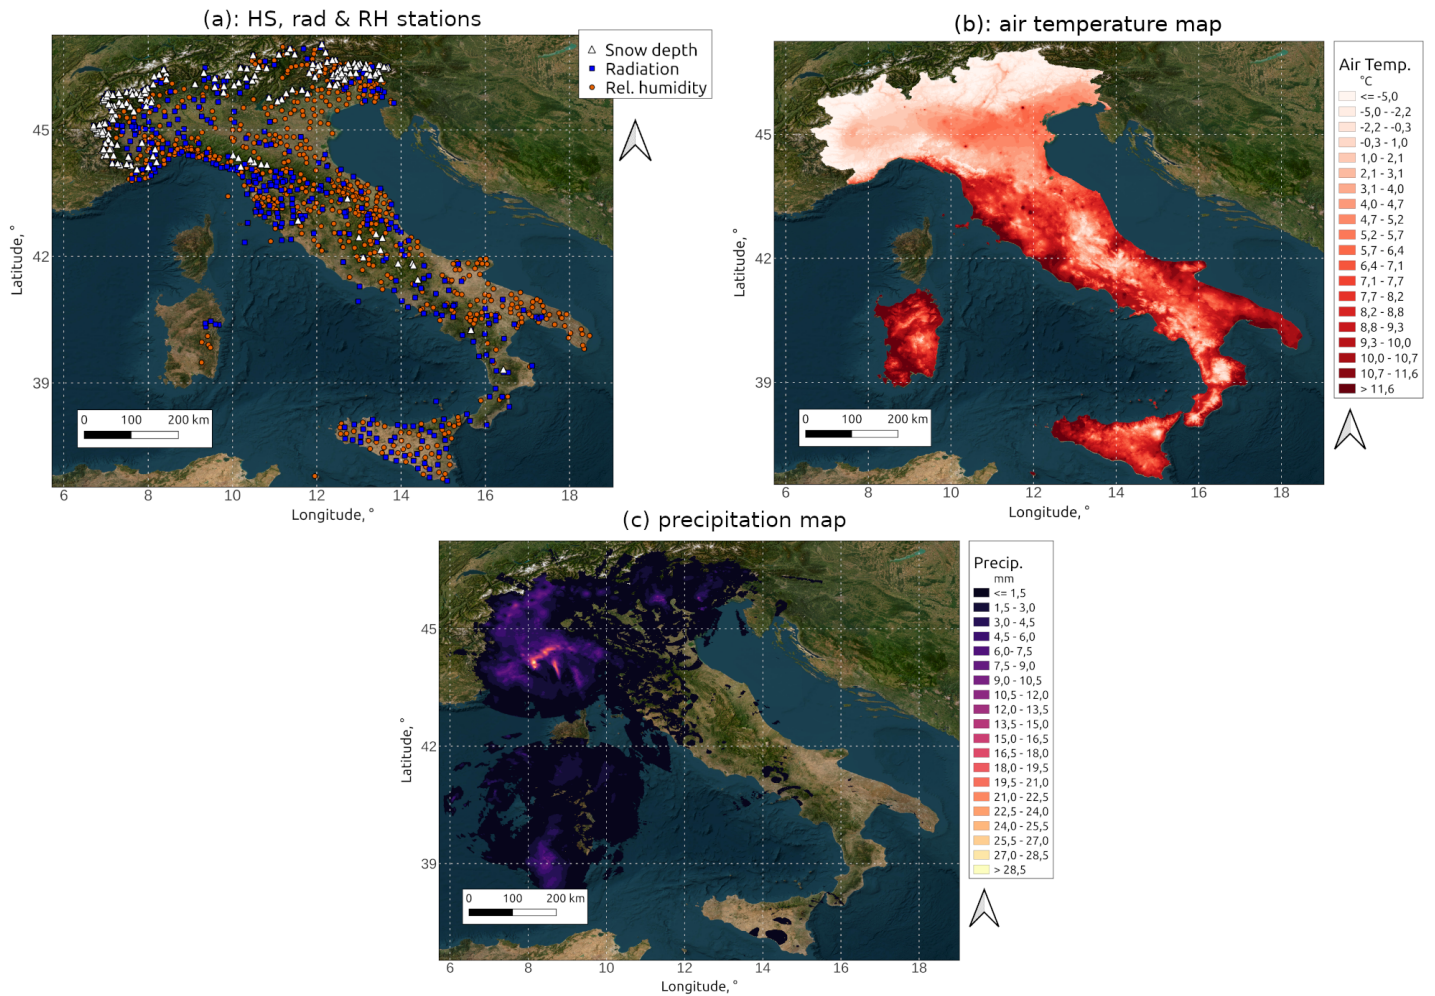 (a): HS, rad & RH stations
Snow depth
Radiation
Rel. humidity
45
42
39
Latitude, °
0 100 200 km
6 8 10 12 14 16 18
Longitude, °
(b): air temperature map
Air Temp.
°C
<= -5,0
-5,0 - -2,2
-2,2 - -0,3
-0,3 - 1,0
1,0 - 2,1
2,1 - 3,1
3,1 - 4,0
4,0 - 4,7
4,7 - 5,2
5,2 - 5,7
5,7 - 6,4
6,4 - 7,1
7,1 - 7,7
7,7 - 8,2
8,2 - 8,8
8,8 - 9,3
9,3 - 10,0
10,0 - 10,7
10,7 - 11,6
> 11,6
45
42
39
Latitude, °
0 100 200 km
6 8 10 12 14 16 18
Longitude, °
(c) precipitation map
Precip.
mm
<= 1,5
1,5 - 3,0
3,0 - 4,5
4,5 - 6,0
6,0- 7,5
7,5 - 9,0
9,0 - 10,5
10,5 - 12,0
12,0 - 13,5
13,5 - 15,0
15,0 - 16,5
16,5 - 18,0
18,0 - 19,5
19,5 - 21,0
21,0 - 22,5
22,5 - 24,0
24,0 - 25,5
25,5 - 27,0
27,0 - 28,5
> 28,5
45
42
39
Latitude, °
0 100 200 km
6 8 10 12 14 16 18
Longitude, °